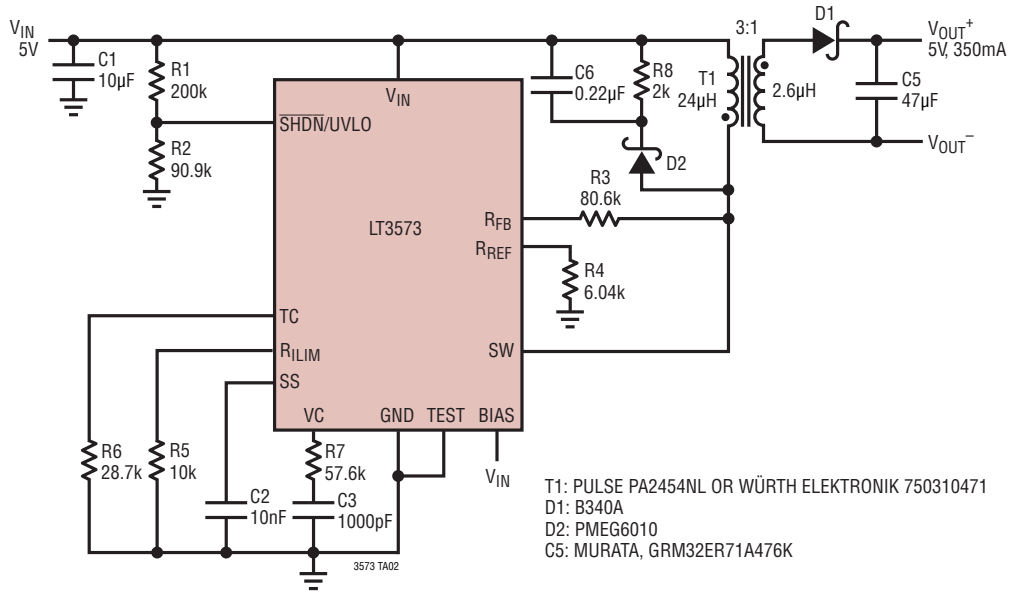 VIN
5V
C1
10µF
R1
200k
R2
90.9k
VIN
SHDN/UVLO
LT3573
RFB
RREF
SW
TC
RILIM
SS
VC
GND
TEST
BIAS
VIN
C6
0.22µF
R8
2k
D2
R3
80.6k
R4
6.04k
T1
24µH
3:1
2.6µH
D1
VOUT+
5V, 350mA
C5
47µF
VOUT–
R6
28.7k
R5
10k
C2
10nF
R7
57.6k
C3
1000pF
3573 TA02
T1: PULSE PA2454NL OR WÜRTH ELEKTRONIK 750310471
D1: B340A
D2: PMEG6010
C5: MURATA, GRM32ER71A476K